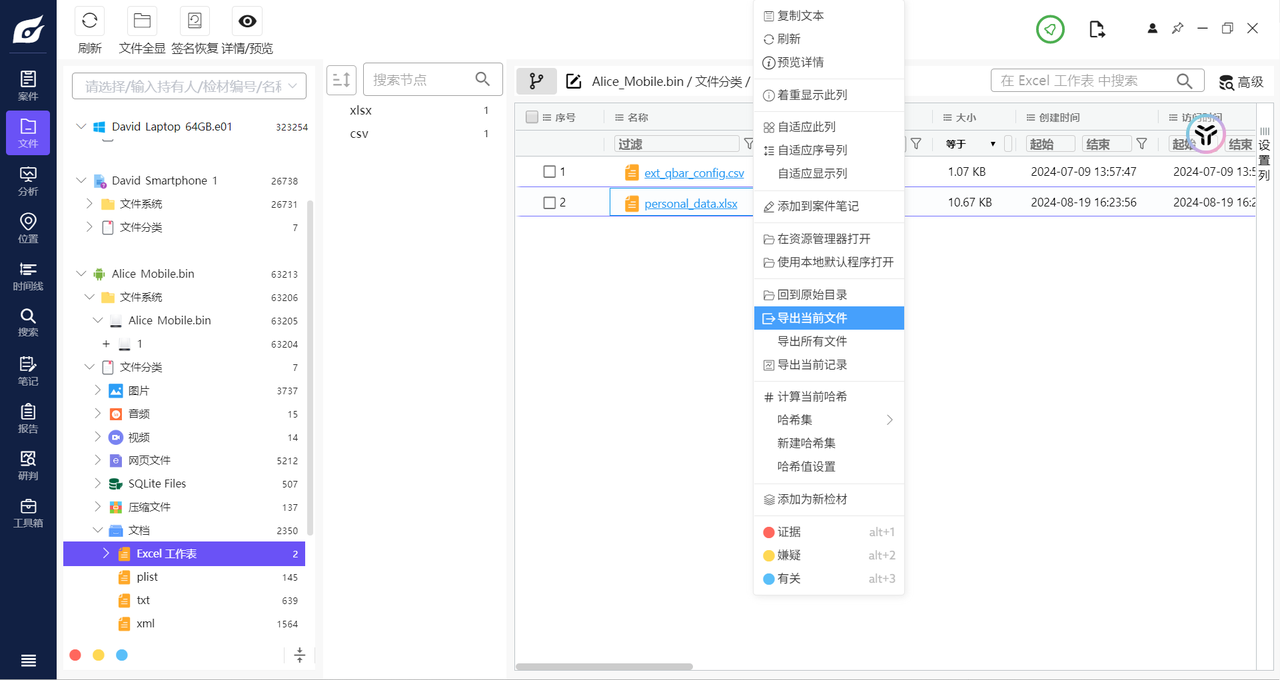 刷新
文件全显
签名恢复
详情/预览
案件
文件
分析
位置
时间线
搜索
笔记
报告
研判
工具箱
请选择/输入持有人/检材编号/名称
David Laptop 64GB.e01 323254
David Smartphone 1 26738
文件系统 26731
文件分类 7
Alice Mobile.bin 63213
文件系统 63206
Alice Mobile.bin 63205
1 63204
文件分类 7
图片 3737
音频 15
视频 14
网页文件 5212
SQLite Files 507
压缩文件 137
文档 2350
Excel 工作表 2
plist 145
txt 639
xml 1564
搜索节点
xlsx 1
csv 1
Alice_Mobile.bin / 文件分类 /
在 Excel 工作表 中搜索
高级
序号 名称 大小 创建时间 访问时间
过滤 等于 起始 结束 起始 结束
1 ext_qbar_config.csv 1.07 KB 2024-07-09 13:57:47 2024-07-09 13:5
2 personal_data.xlsx 10.67 KB 2024-08-19 16:23:56 2024-08-19 16:2
设置列
复制文本
刷新
预览详情
着重显示此列
自适应此列
自适应序号列
自适应显示列
添加到案件笔记
在资源管理器打开
使用本地默认程序打开
回到原始目录
导出当前文件
导出所有文件
导出当前记录
计算当前哈希
哈希集
新建哈希集
哈希值设置
添加为新检材
证据 alt+1
嫌疑 alt+2
有关 alt+3